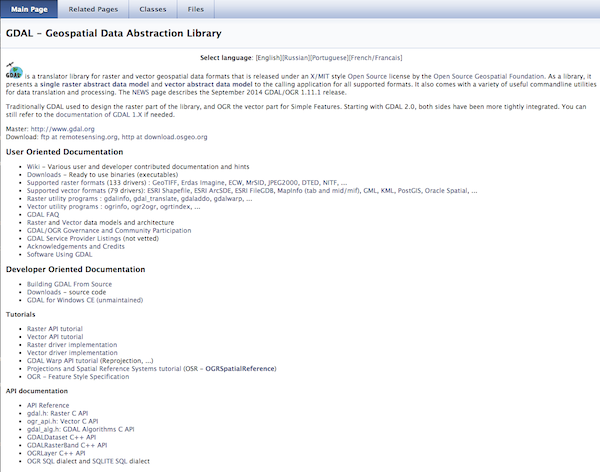 Main Page Related Pages Classes Files
GDAL - Geospatial Data Abstraction Library
Select language: [English][Russian][Portuguese][French/Francais]
GDAL is a translator library for raster and vector geospatial data formats that is released under an X/MIT style Open Source license by the Open Source Geospatial Foundation. As a library, it
presents a single raster abstract data model and vector abstract data model to the calling application for all supported formats. It also comes with a variety of useful commandline utilities
for data translation and processing. The NEWS page describes the September 2014 GDAL/OGR 1.11.1 release.
Traditionally GDAL used to design the raster part of the library, and OGR the vector part for Simple Features. Starting with GDAL 2.0, both sides have been more tightly integrated. You can
still refer to the documentation of GDAL 1.X if needed.
Master: http://www.gdal.org
Download: ftp at remotesensing.org, http at download.osgeo.org
User Oriented Documentation
• Wiki - Various user and developer contributed documentation and hints
• Downloads - Ready to use binaries (executables)
• Supported raster formats (133 drivers) : GeoTIFF, Erdas Imagine, ECW, MrSID, JPEG2000, DTED, NITF, ...
• Supported vector formats (79 drivers): ESRI Shapefile, ESRI ArcSDE, ESRI FileGDB, MapInfo (tab and mid/mif), GML, KML, PostGIS, Oracle Spatial, ...
• Raster utility programs : gdalinfo, gdal_translate, gdaladdo, gdalwarp, ...
• Vector utility programs : ogrinfo, ogr2ogr, ogrtindex, ...
• GDAL FAQ
• Raster and Vector data models and architecture
• GDAL/OGR Governance and Community Participation
• GDAL Service Provider Listings (not vetted)
• Acknowledgements and Credits
• Software Using GDAL
Developer Oriented Documentation
• Building GDAL From Source
• Downloads - source code
• GDAL for Windows CE (unmaintained)
Tutorials
• Raster API tutorial
• Vector API tutorial
• Raster driver implementation
• Vector driver implementation
• GDAL Warp API tutorial (Reprojection, ...)
• Projections and Spatial Reference Systems tutorial (OSR - OGRSpatialReference)
• OGR - Feature Style Specification
API documentation
• API Reference
• gdal.h: Raster C API
• ogr_api.h: Vector C API
• gdal_alg.h: GDAL Algorithms C API
• GDALDataset C++ API
• GDALRasterBand C++ API
• OGRLayer C++ API
• OGR SQL dialect and SQLITE SQL dialect